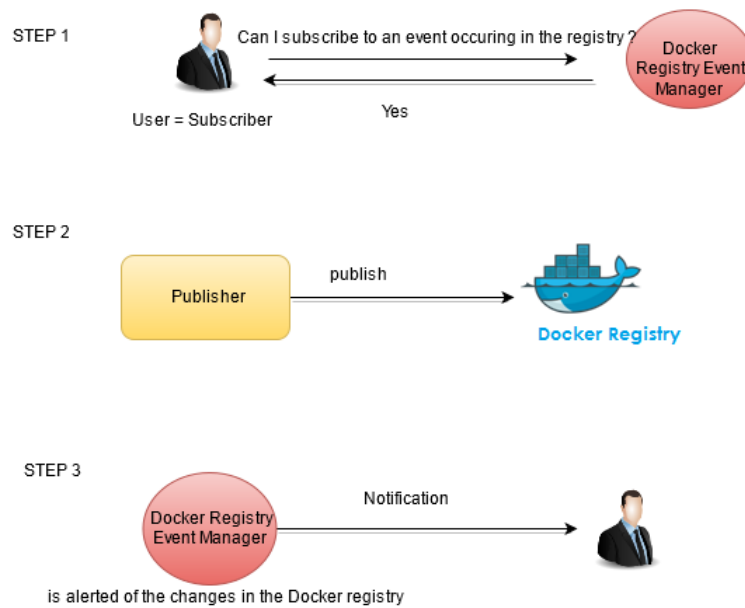 STEP 1
Can I subscribe to an event occuring in the registry ?
Docker
Registry Event
Manager
Yes
User = Subscriber
STEP 2
Publisher
publish
Docker Registry
STEP 3
Docker Registry
Event Manager
Notification
is alerted of the changes in the Docker registry